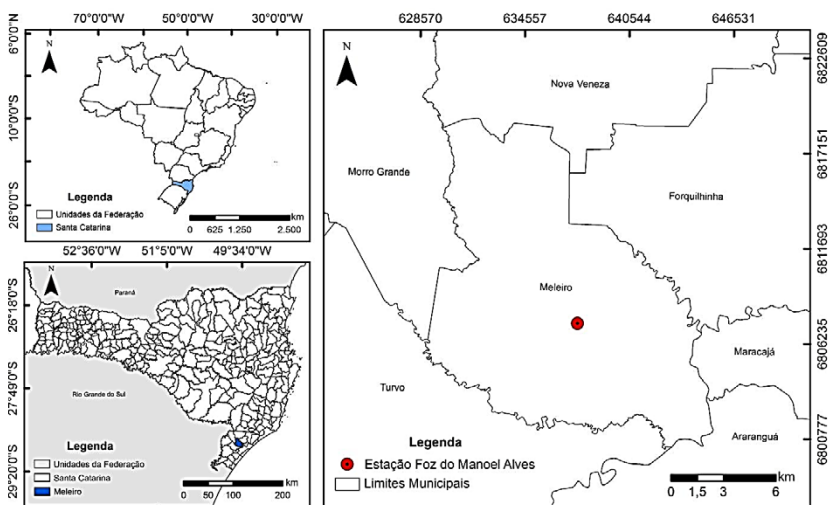 70°0'0"W 50°0'0"W 30°0'0"W
6°0'0"N
10°0'0"S
26°0'0"S
N
Legenda
Unidades da Federação
Santa Catarina
km
0 625 1.250 2.500
52°36'0"W 51°5'0"W 49°34'0"W
26°18'0"S
27°49'0"S
29°20'0"S
N
Paraná
Rio Grande do Sul
Legenda
Unidades da Federação
Santa Catarina
Meleiro
km
0 50 100 200
628570 634557 640544 646531
6822609
6817151
6811693
6806235
6800777
N
Nova Veneza
Morro Grande
Forquilhinha
Meleiro
Maracajá
Turvo
Araranguá
Legenda
Estação Foz do Manoel Alves
Limites Municipais
km
0 1,5 3 6